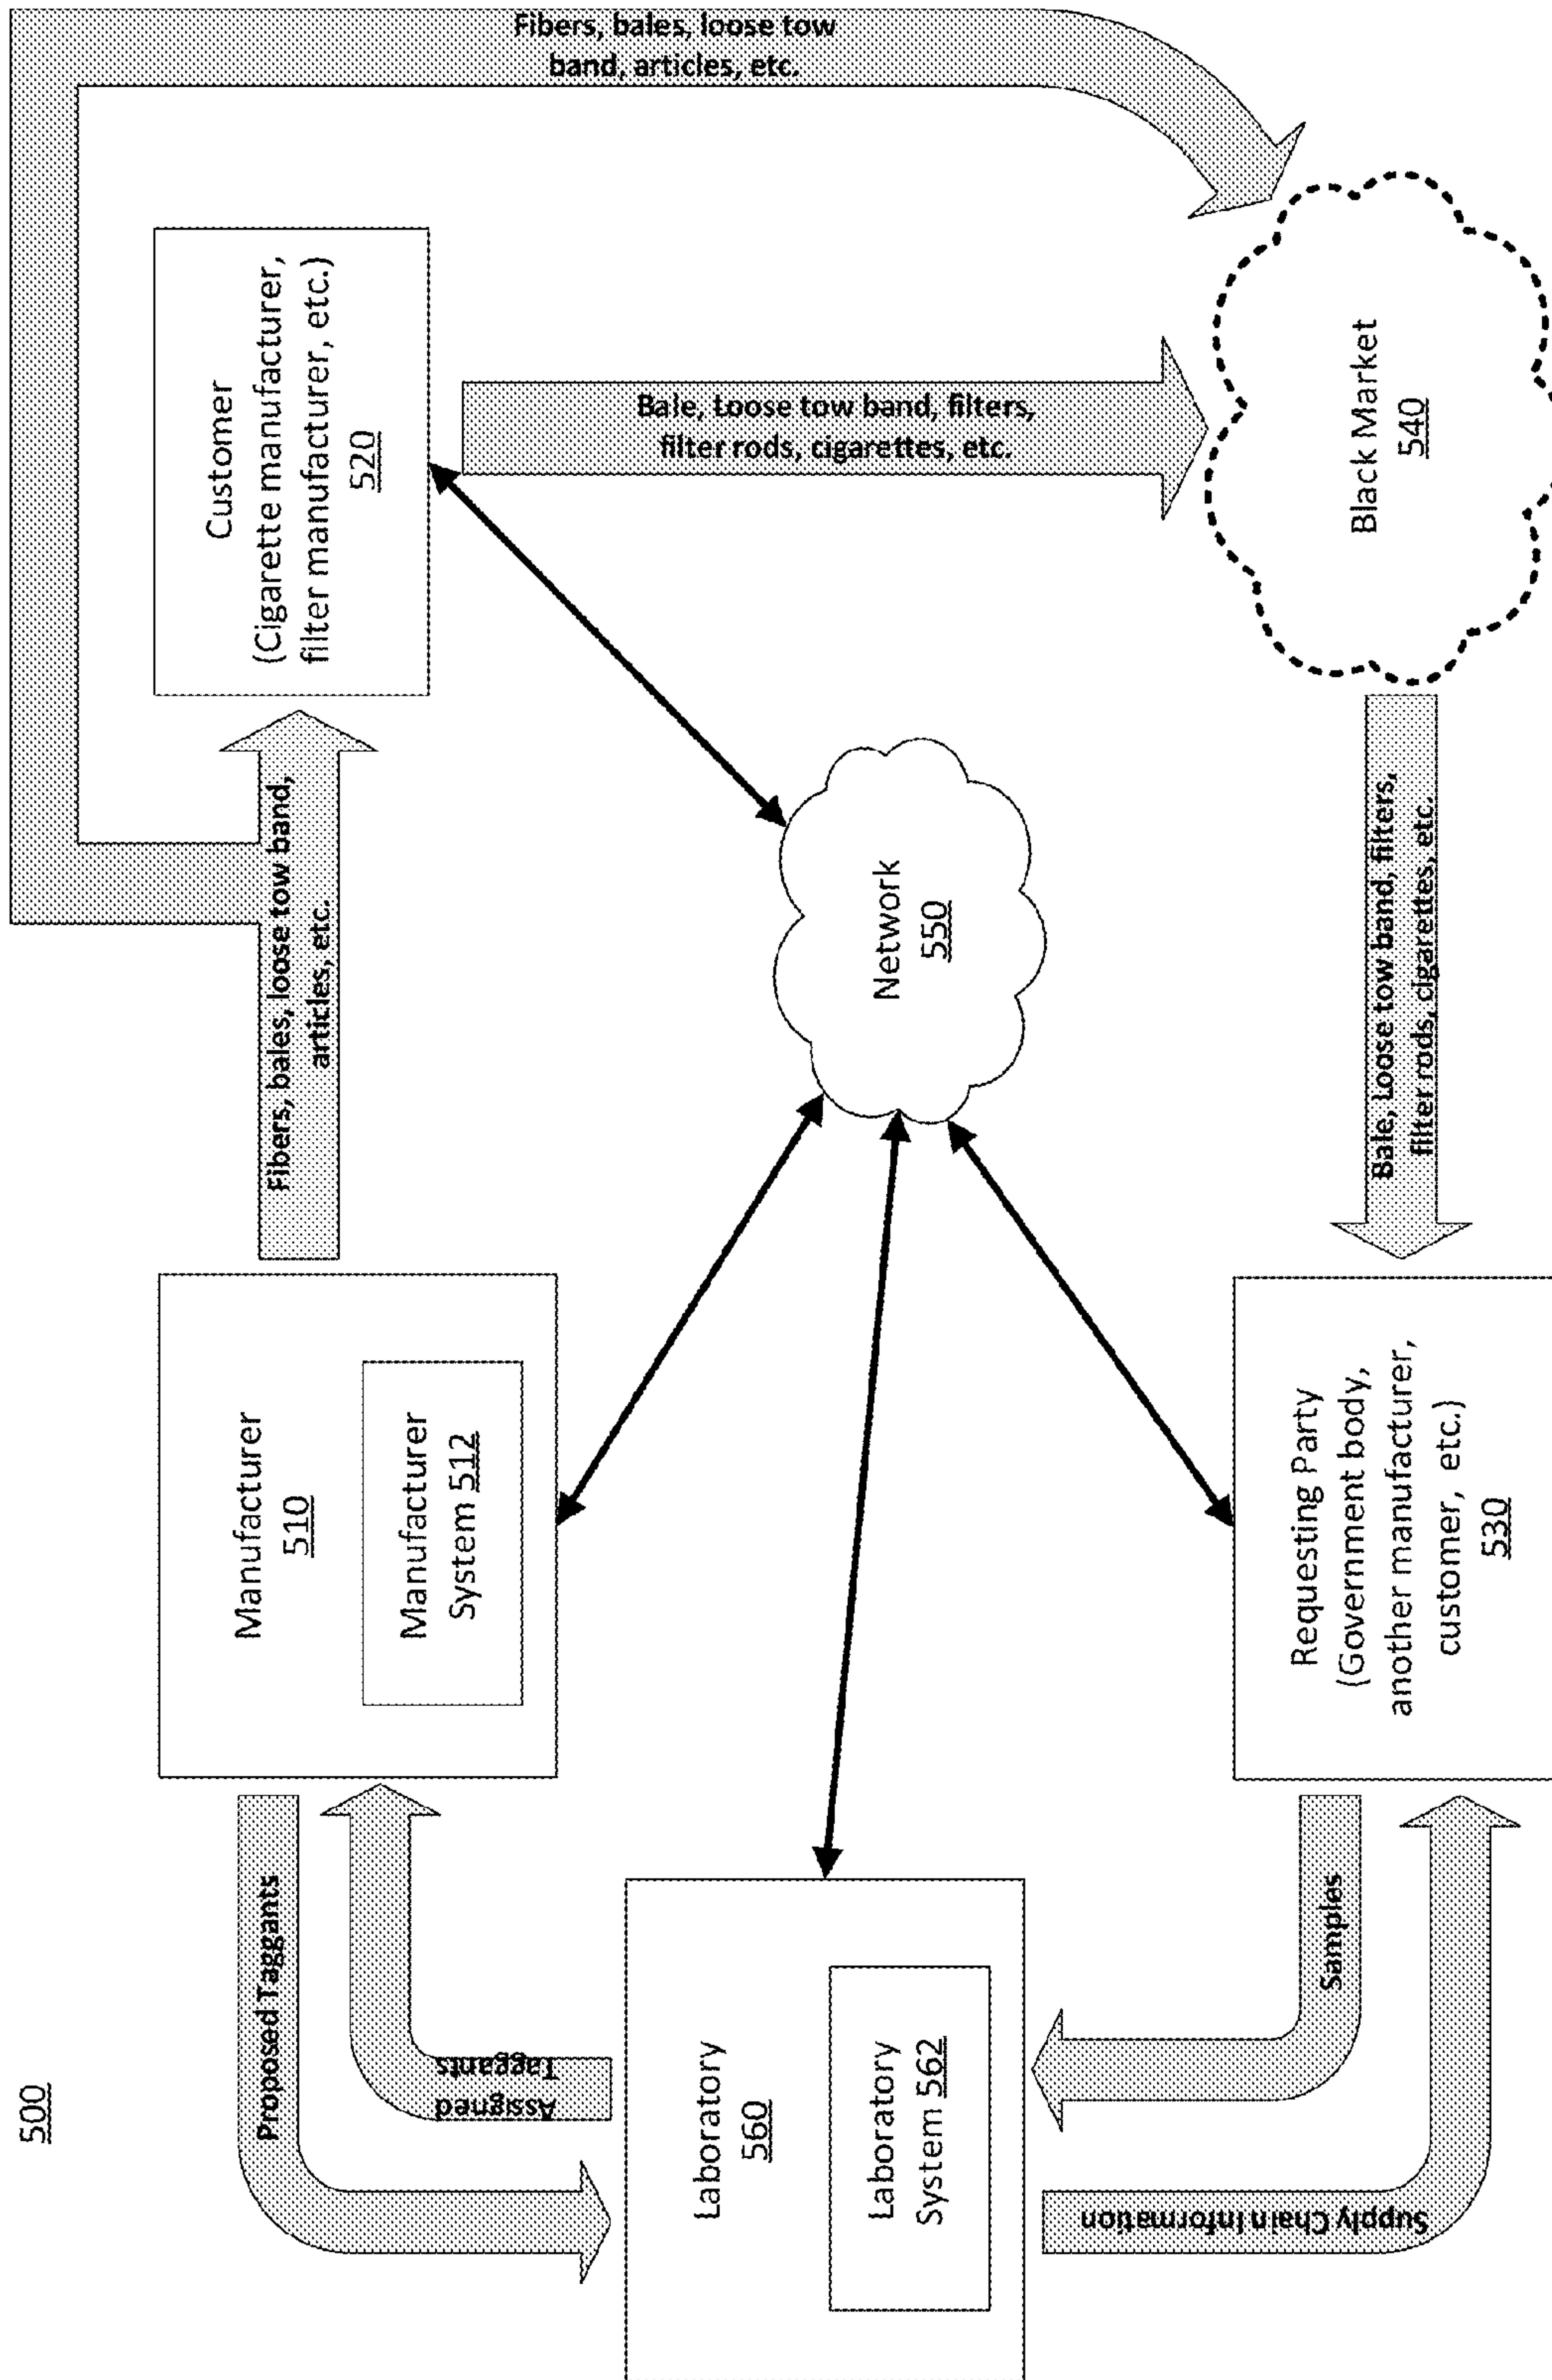 500
Proposed Taggants
Assigned
Taggants
Laboratory
560
Laboratory
System 562
Supply Chain Information
Samples
Manufacturer
510
Manufacturer
System 512
Requesting Party
(Government body,
another manufacturer,
customer, etc.)
530
Fibers, bales, loose tow band,
articles, etc.
Network
550
Bale, Loose tow band, filters,
filter rods, cigarettes, etc.
Customer
(Cigarette manufacturer,
filter manufacturer, etc.)
520
Bale, Loose tow band, filters,
filter rods, cigarettes, etc.
Black Market
540
Fibers, bales, loose tow
band, articles, etc.